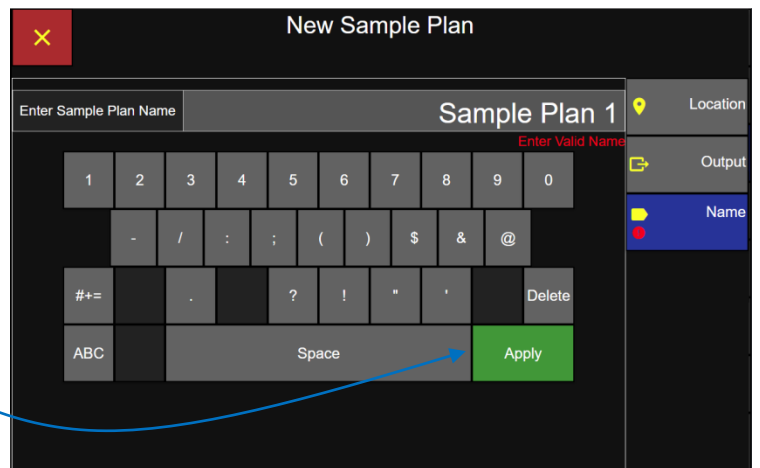 New Sample Plan
Enter Sample Plan Name
Sample Plan 1
Enter Valid Name
Location
Output
Name
1 2 3 4 5 6 7 8 9 0
- / : ; ( ) $ & @
#+= . ? ! " ' Delete
ABC Space Apply